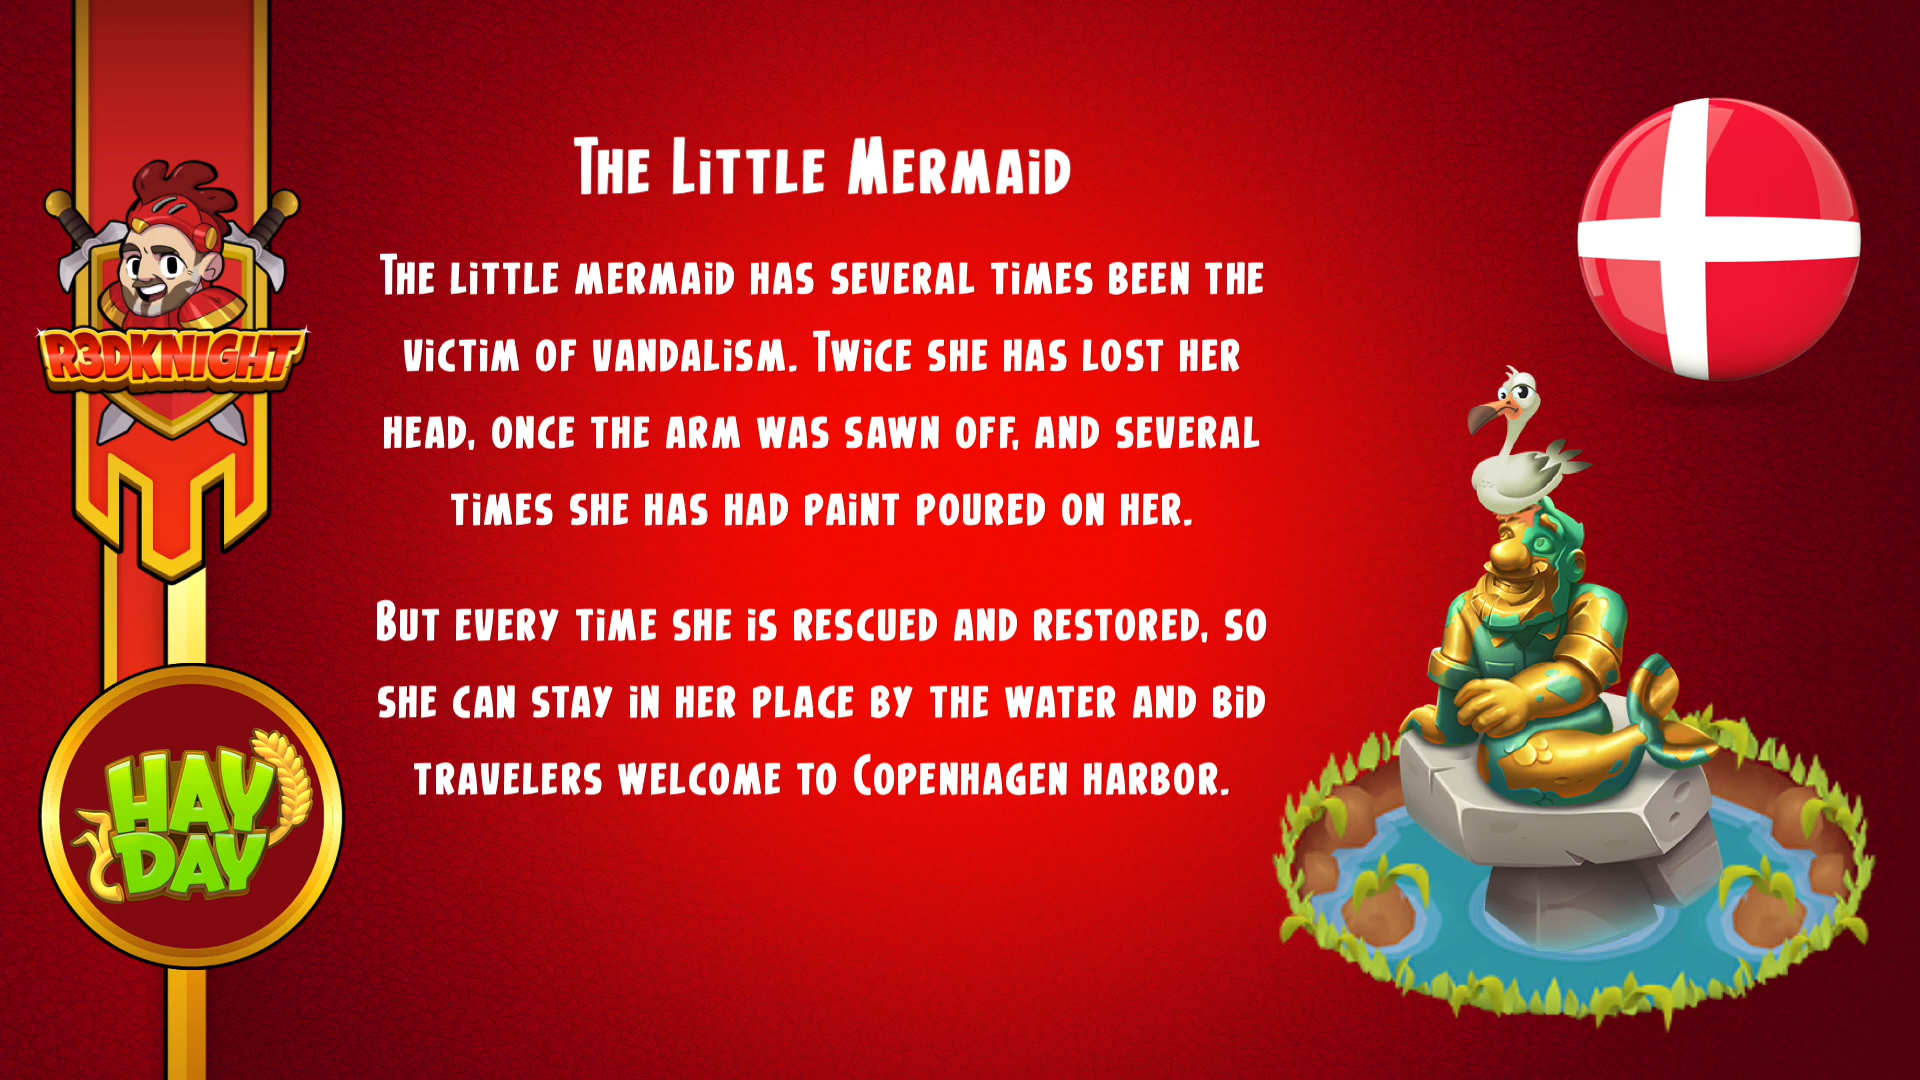 The Little Mermaid
The little mermaid has several times been the
victim of vandalism. Twice she has lost her
head, once the arm was sawn off, and several
times she has had paint poured on her.
But every time she is rescued and restored, so
she can stay in her place by the water and bid
travelers welcome to Copenhagen harbor.
R3DKNIGHT
HAY
DAY